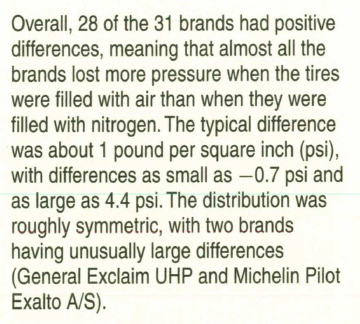 Overall, 28 of the 31 brands had positive
differences, meaning that almost all the
brands lost more pressure when the tires
were filled with air than when they were
filled with nitrogen. The typical difference
was about 1 pound per square inch (psi),
with differences as small as −0.7 psi and
as large as 4.4 psi. The distribution was
roughly symmetric, with two brands
having unusually large differences
(General Exclaim UHP and Michelin Pilot
Exalto A/S).